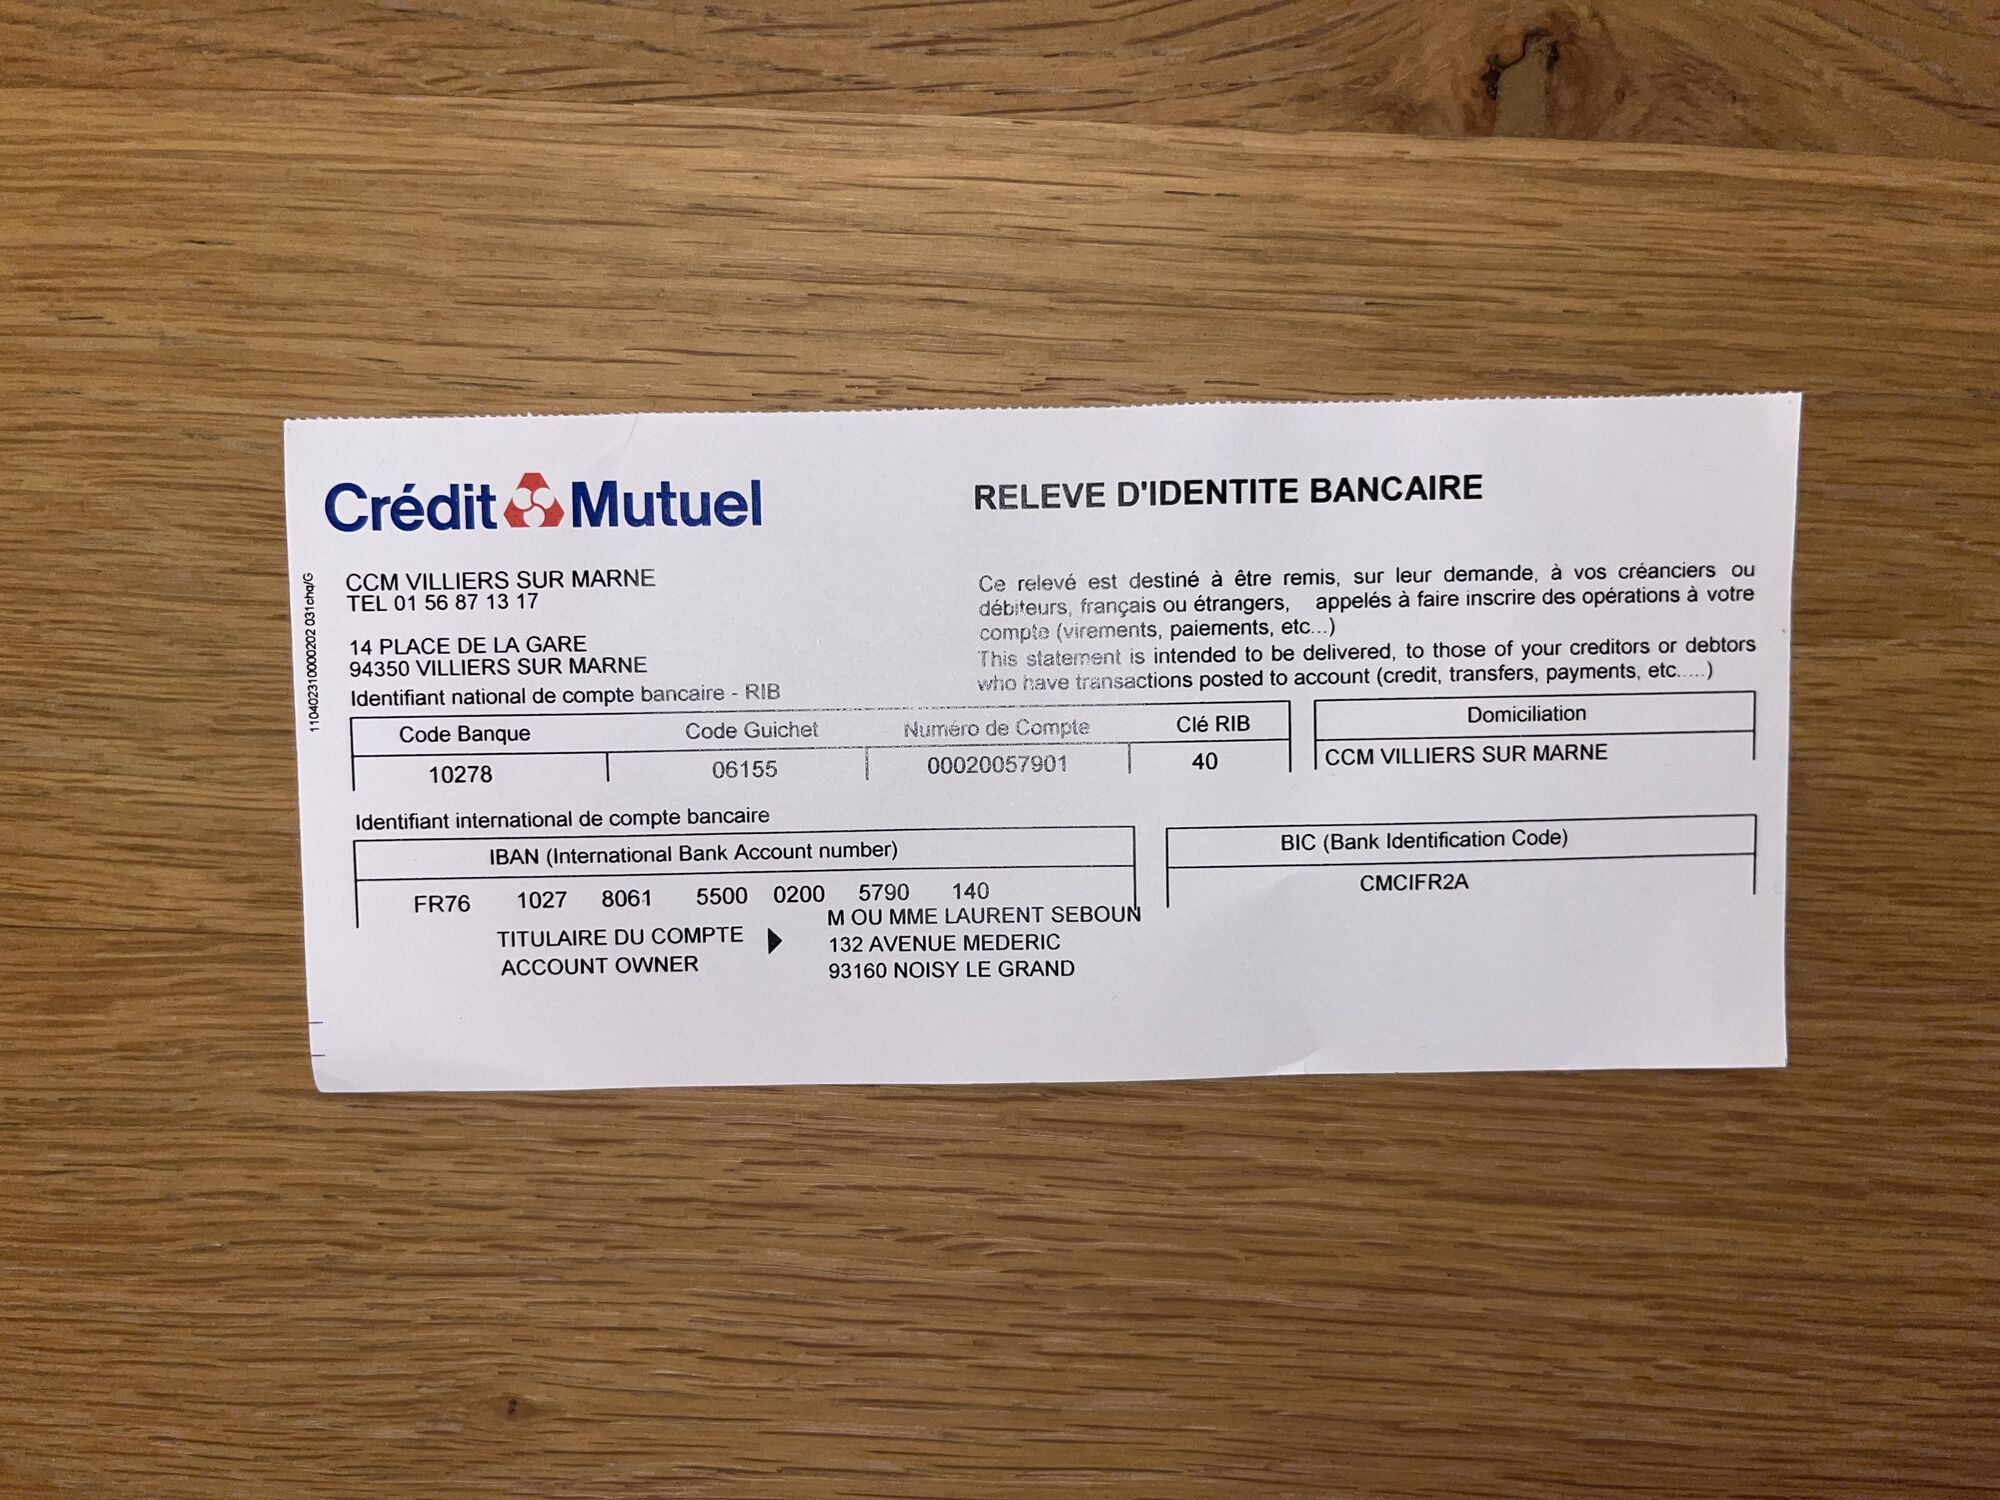 Crédit Mutuel
RELEVE D'IDENTITE BANCAIRE
CCM VILLIERS SUR MARNE
TEL 01 56 87 13 17
14 PLACE DE LA GARE
94350 VILLIERS SUR MARNE
Ce relevé est destiné à être remis, sur leur demande, à vos créanciers ou
débiteurs, français ou étrangers, appelés à faire inscrire des opérations à votre
compte (virements, paiements, etc...)
This statement is intended to be delivered, to those of your creditors or debtors
who have transactions posted to account (credit, transfers, payments, etc.....)
110402310000202 031chq/G
Identifiant national de compte bancaire - RIB
Code Banque Code Guichet Numéro de Compte Clé RIB
10278 06155 00020057901 40
Domiciliation
CCM VILLIERS SUR MARNE
Identifiant international de compte bancaire
IBAN (International Bank Account number)
FR76 1027 8061 5500 0200 5790 140
BIC (Bank Identification Code)
CMCIFR2A
TITULAIRE DU COMPTE
ACCOUNT OWNER
M OU MME LAURENT SEBOUN
132 AVENUE MEDERIC
93160 NOISY LE GRAND